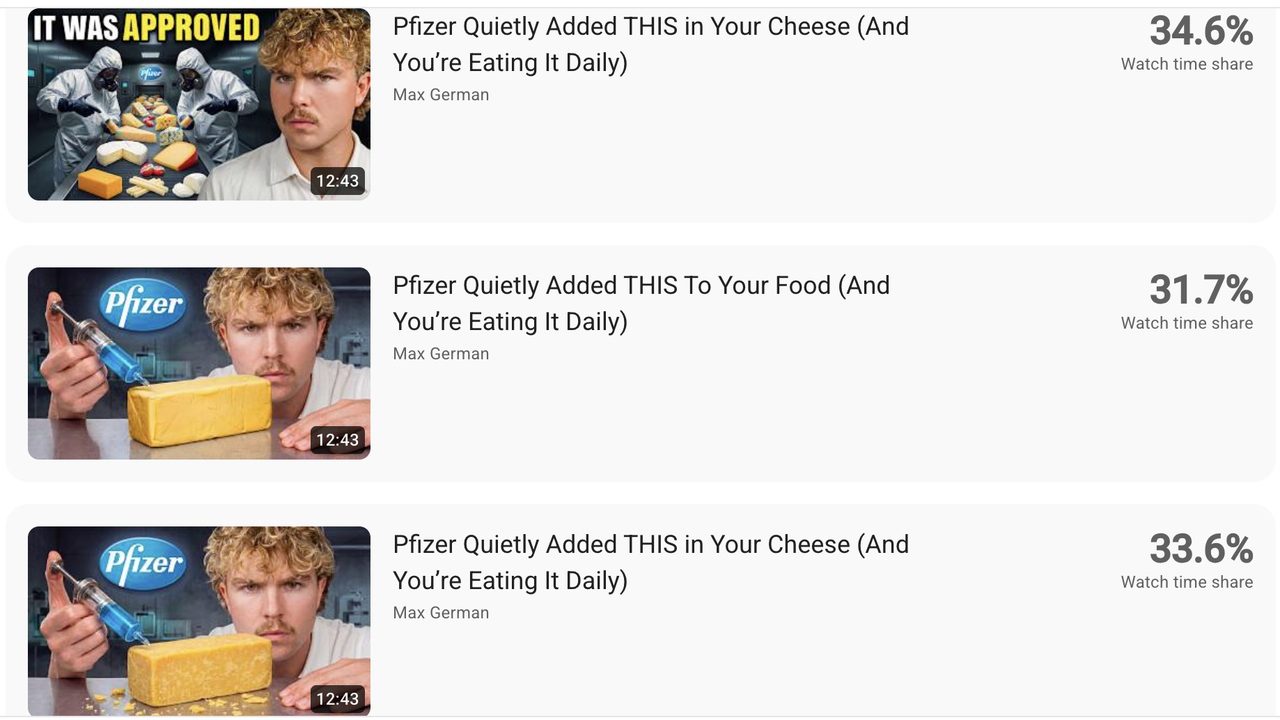 IT WAS APPROVED
Pfizer
12:43
Pfizer Quietly Added THIS in Your Cheese (And
You’re Eating It Daily)
Max German
34.6%
Watch time share
Pfizer
12:43
Pfizer Quietly Added THIS To Your Food (And
You’re Eating It Daily)
Max German
31.7%
Watch time share
Pfizer
12:43
Pfizer Quietly Added THIS in Your Cheese (And
You’re Eating It Daily)
Max German
33.6%
Watch time share